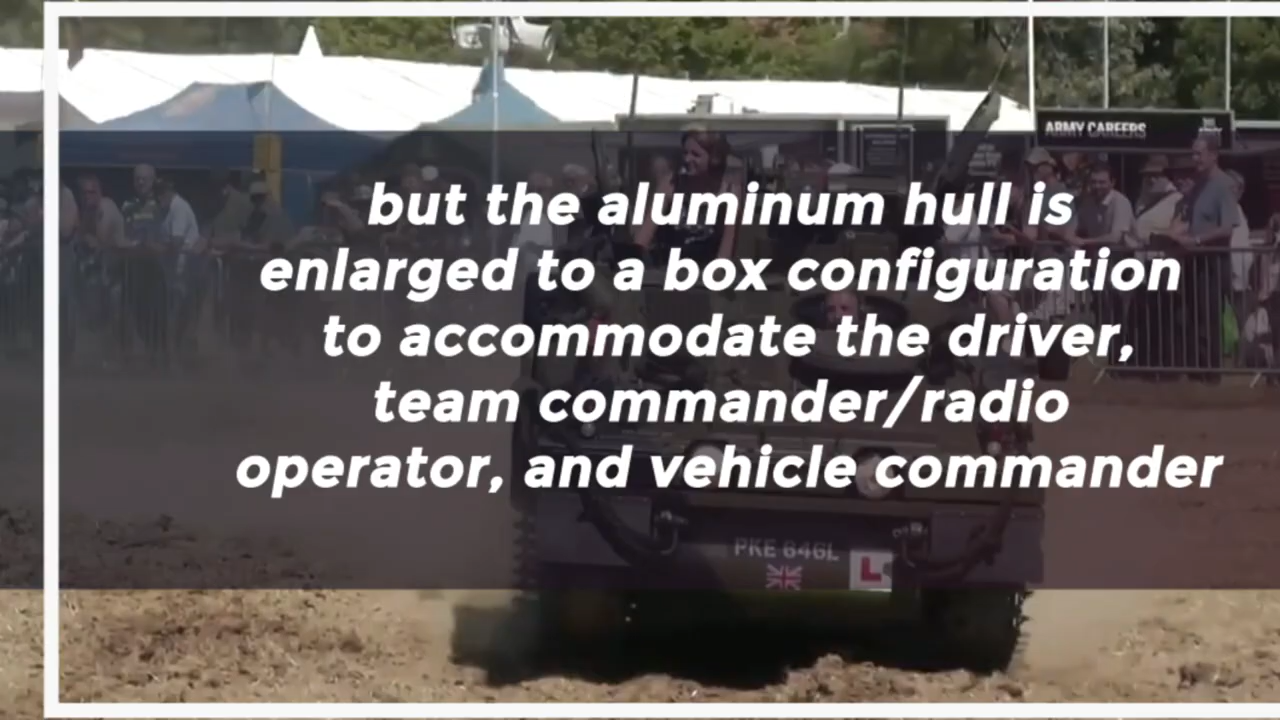 ARMY CAREERS
but the aluminum hull is
enlarged to a box configuration
to accommodate the driver,
team commander/radio
operator, and vehicle commander
PKE 64GL
L